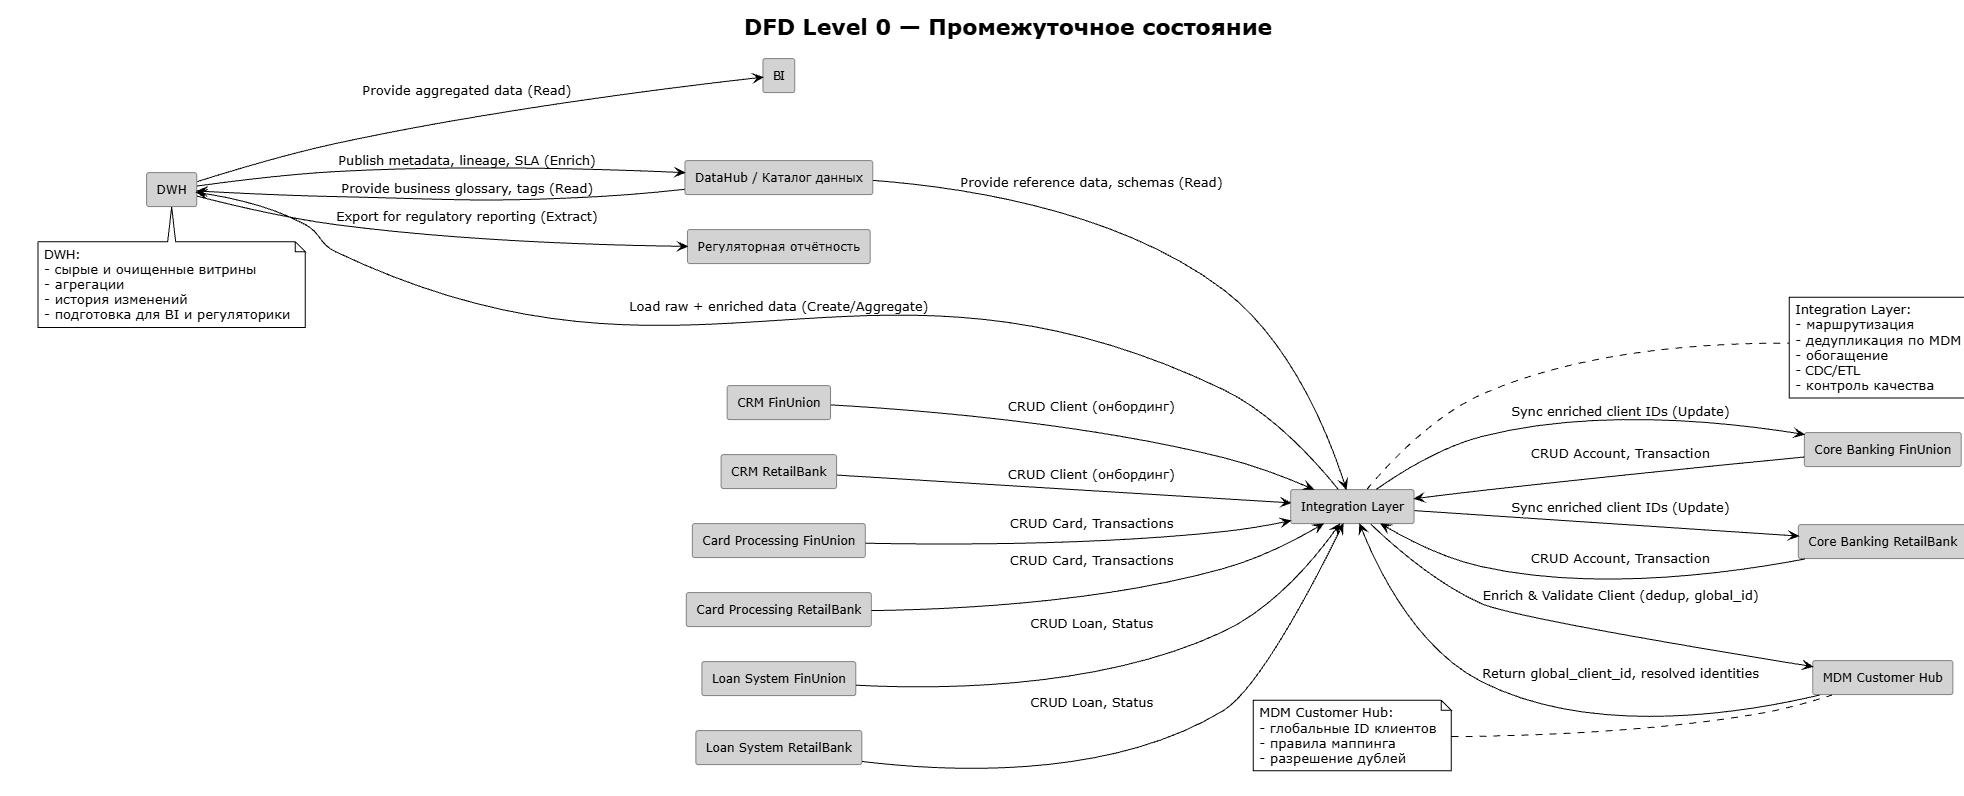 DFD Level 0 — Промежуточное состояние
BI
Provide aggregated data (Read)
Publish metadata, lineage, SLA (Enrich)
DWH
DataHub / Каталог данных
Provide reference data, schemas (Read)
Provide business glossary, tags (Read)
Export for regulatory reporting (Extract)
Регуляторная отчётность
DWH:
- сырые и очищенные витрины
- агрегации
- история изменений
- подготовка для BI и регуляторики
Load raw + enriched data (Create/Aggregate)
Integration Layer:
- маршрутизация
- дедупликация по MDM
- обогащение
- CDC/ETL
- контроль качества
CRM FinUnion
CRUD Client (онбординг)
Sync enriched client IDs (Update)
Core Banking FinUnion
CRUD Account, Transaction
CRM RetailBank
CRUD Client (онбординг)
Integration Layer
Sync enriched client IDs (Update)
Card Processing FinUnion
CRUD Card, Transactions
Core Banking RetailBank
CRUD Account, Transaction
CRUD Card, Transactions
Card Processing RetailBank
Enrich & Validate Client (dedup, global_id)
CRUD Loan, Status
Loan System FinUnion
Return global_client_id, resolved identities
MDM Customer Hub
CRUD Loan, Status
Loan System RetailBank
MDM Customer Hub:
- глобальные ID клиентов
- правила маппинга
- разрешение дублей